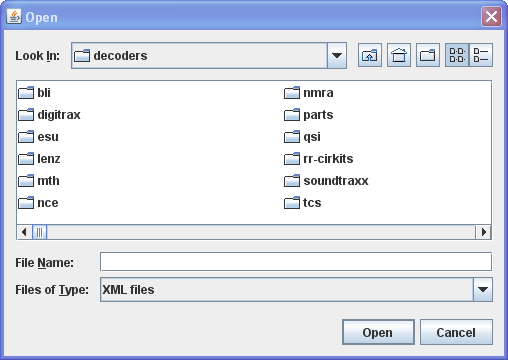 Open
Look In: decoders
bli
digitrax
esu
lenz
mth
nce
nmra
parts
qsi
rr-cirkits
soundtraxx
tcs
File Name:
Files of Type: XML files
Open Cancel